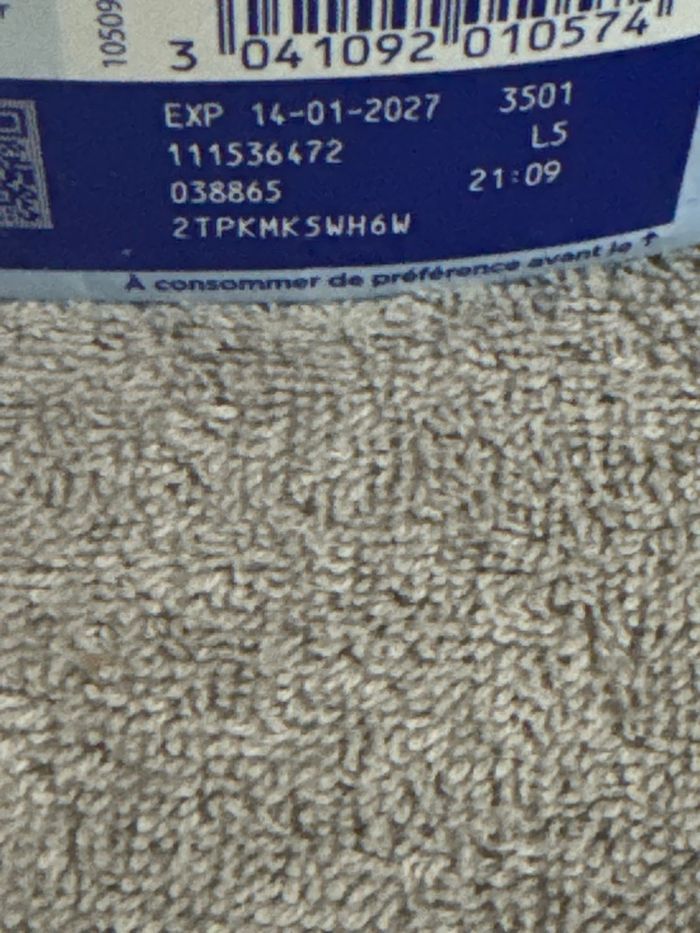 10509
3 041092 010574
EXP 14-01-2027 3501
111536472 L5
038865 21:09
2TPKMK5WH6W
À consommer de préférence avant le ↑